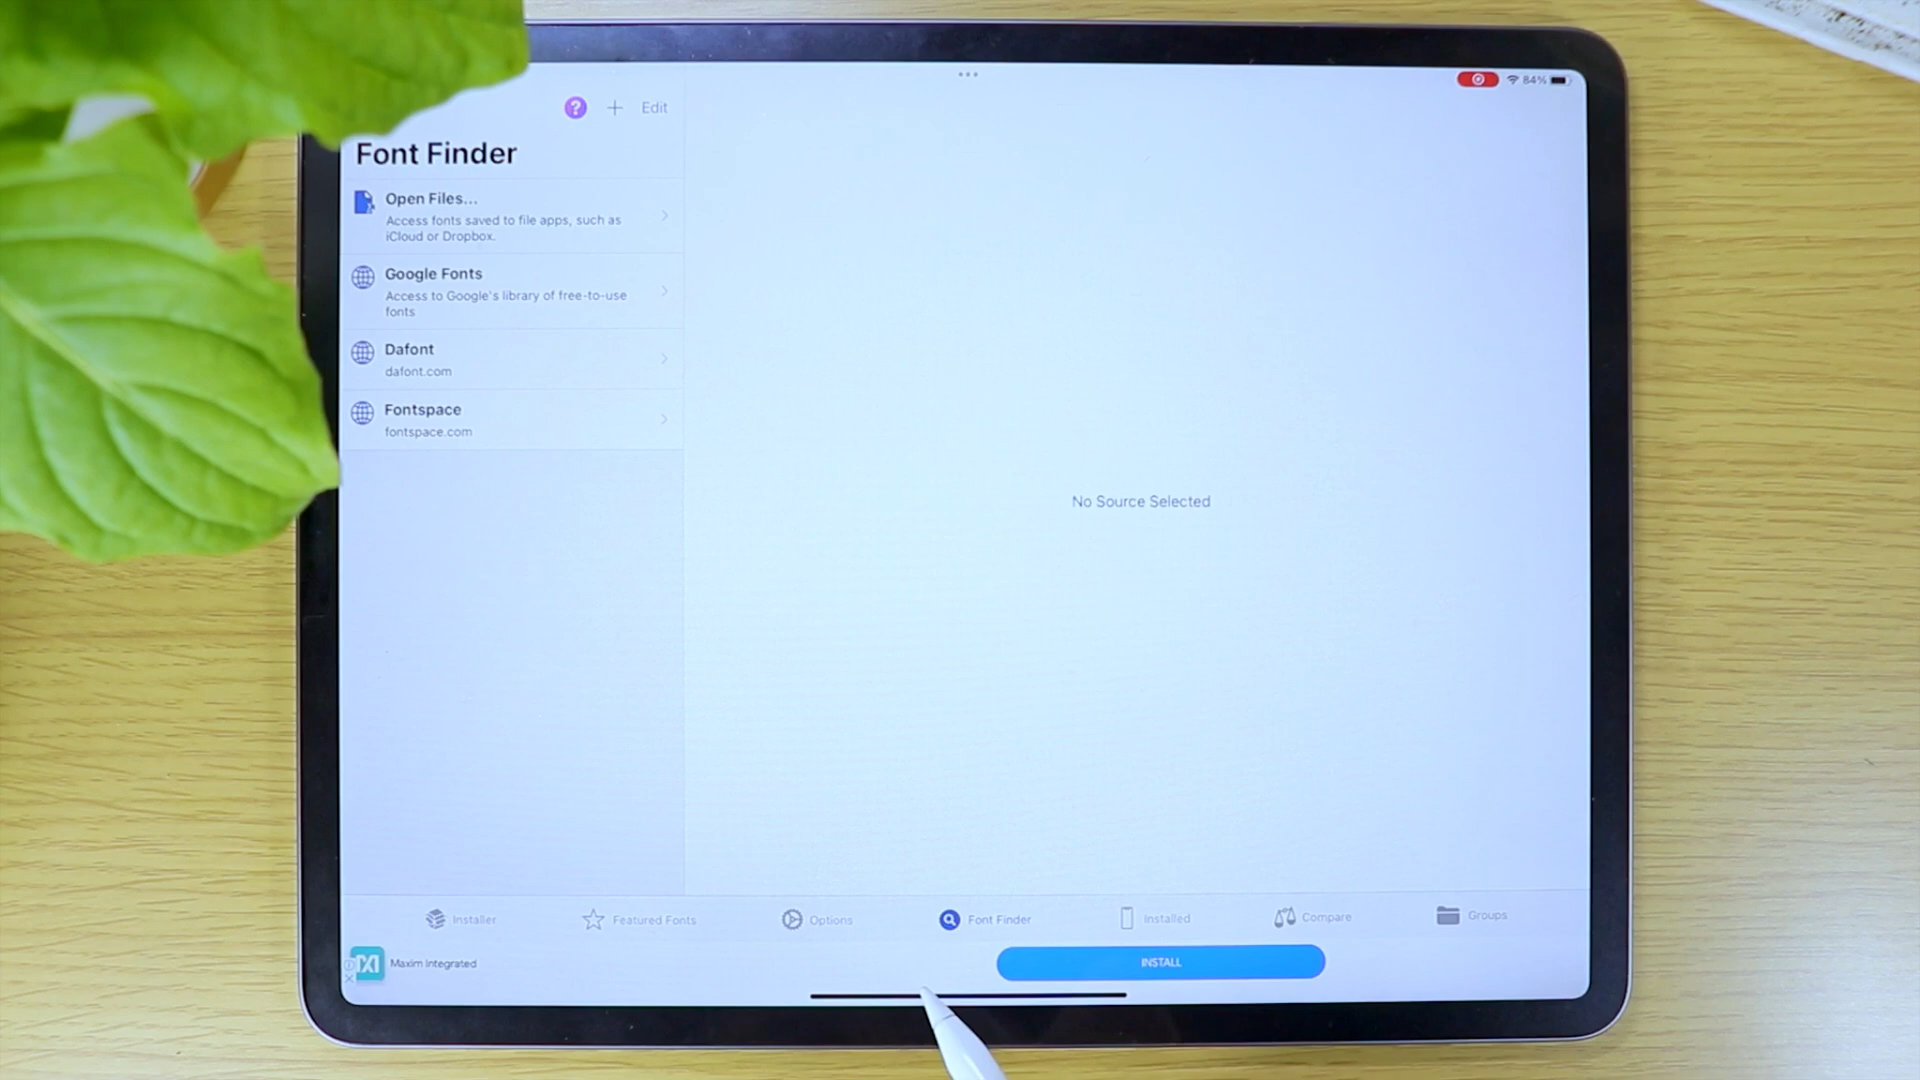 84%
? + Edit
Font Finder
Open Files...
Access fonts saved to file apps, such as
iCloud or Dropbox.
Google Fonts
Access to Google's library of free-to-use
fonts
Dafont
dafont.com
Fontspace
fontspace.com
No Source Selected
Installer Featured Fonts Options Font Finder Installed Compare Groups
Maxim Integrated
INSTALL